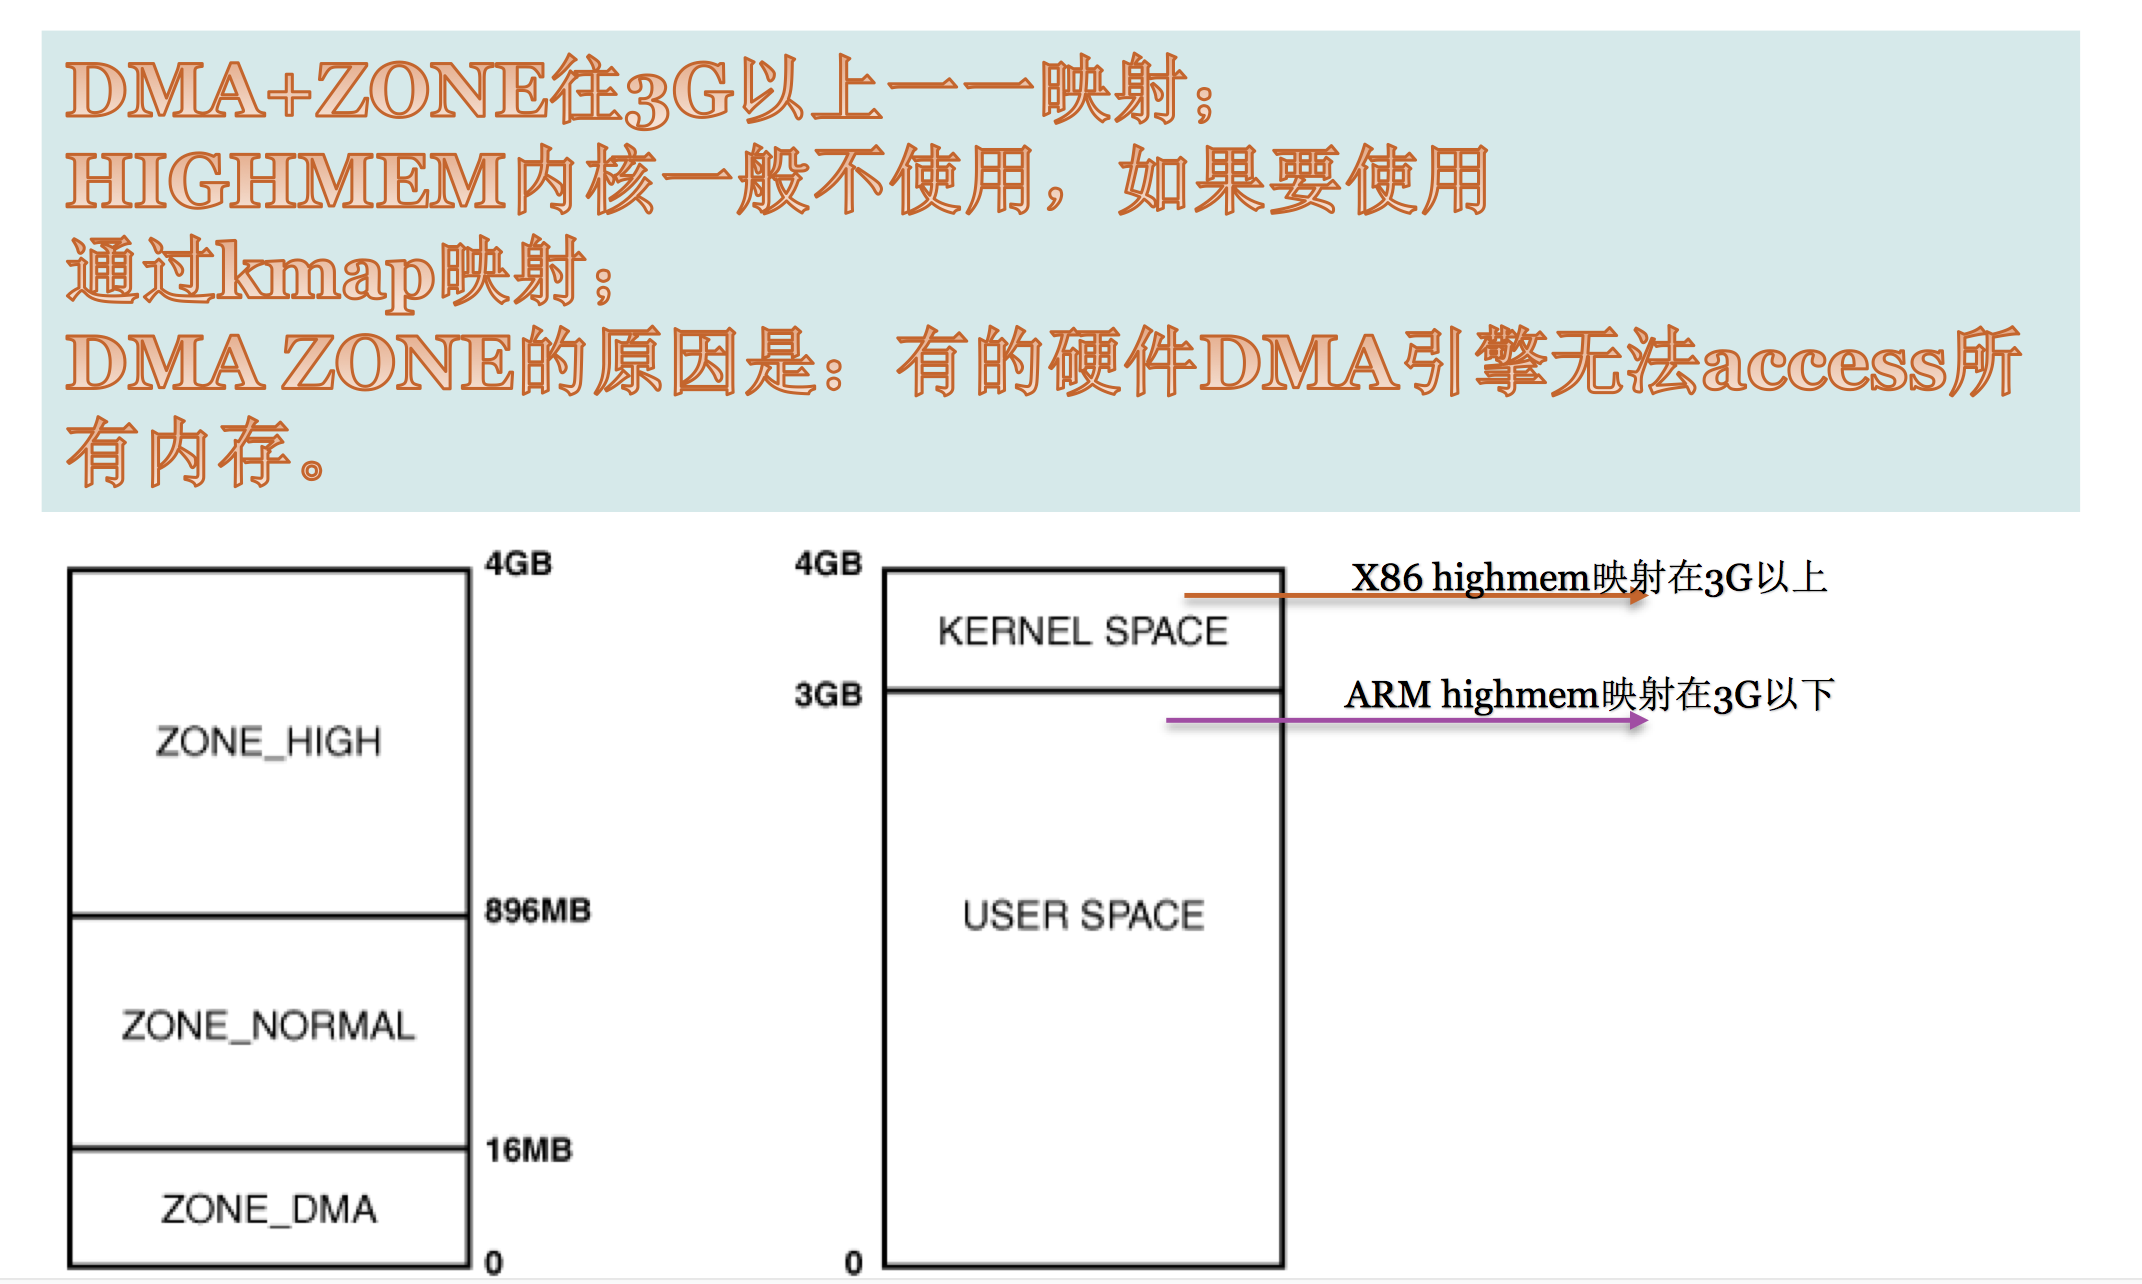 DMA+ZONE往3G以上一一映射；
HIGHMEM内核一般不使用，如果要使用
通过kmap映射；
DMA ZONE的原因是：有的硬件DMA引擎无法access所
有内存。
4GB
ZONE_HIGH
896MB
ZONE_NORMAL
16MB
ZONE_DMA
0
4GB
KERNEL SPACE
3GB
USER SPACE
0
X86 highmem映射在3G以上
ARM highmem映射在3G以下